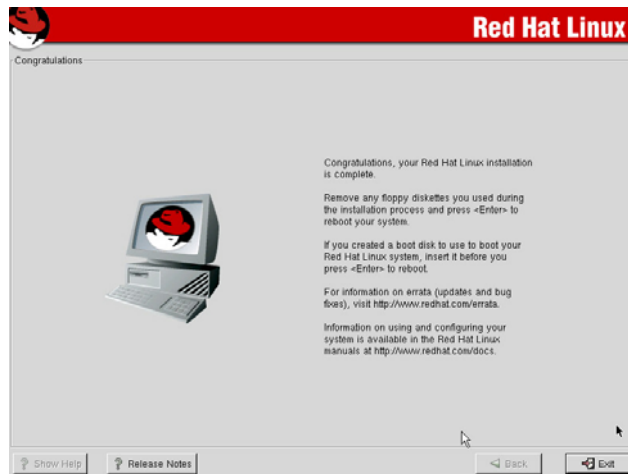 Red Hat Linux
Congratulations
Congratulations, your Red Hat Linux installation
is complete.
Remove any floppy diskettes you used during
the installation process and press <Enter> to
reboot your system.
If you created a boot disk to use to boot your
Red Hat Linux system, insert it before you
press <Enter> to reboot.
For information on errata (updates and bug
fixes), visit http://www.redhat.com/errata.
Information on using and configuring your
system is available in the Red Hat Linux
manuals at http://www.redhat.com/docs.
? Show Help
? Release Notes
Back
Exit